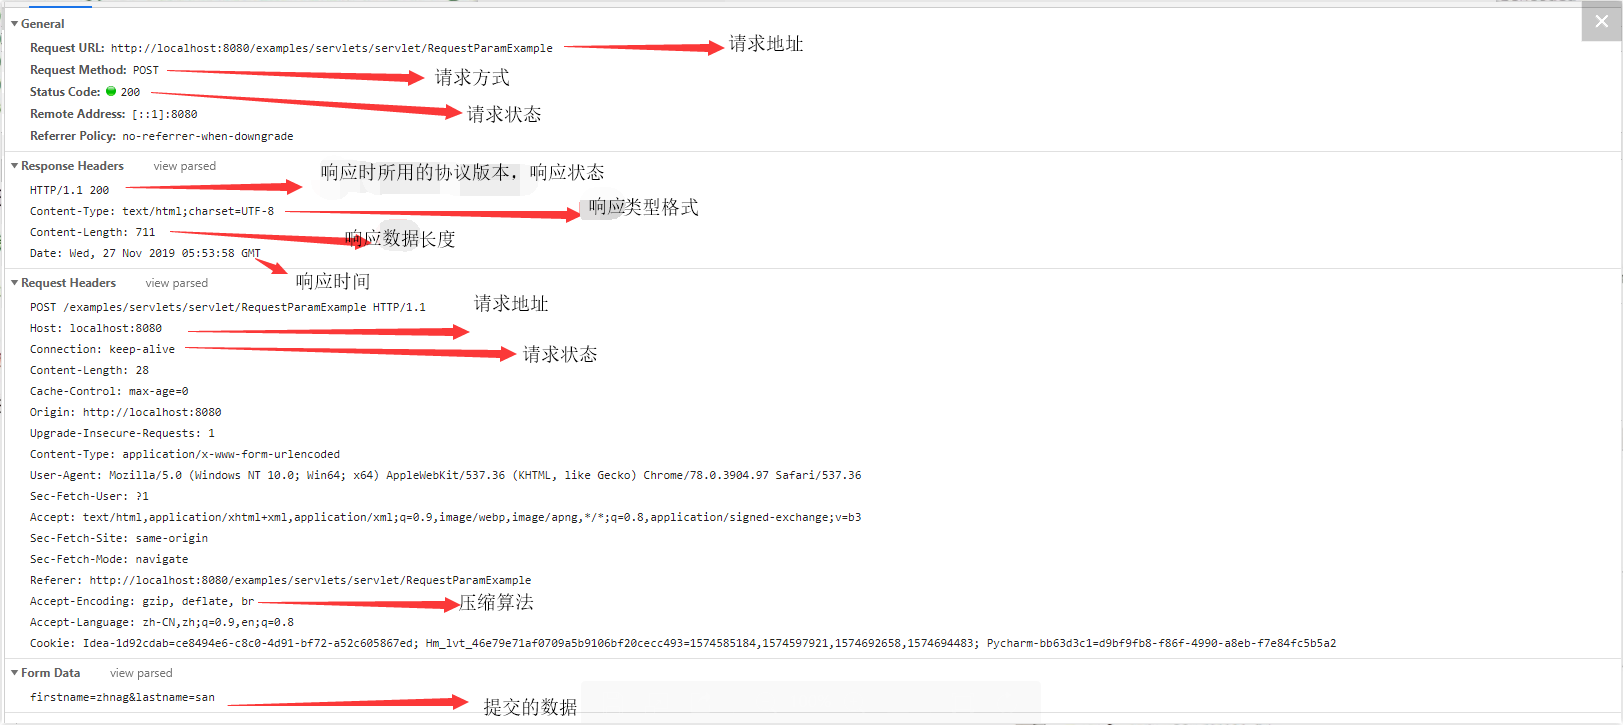 General
Request URL: http://localhost:8080/examples/servlets/servlet/RequestParamExample 请求地址
Request Method: POST 请求方式
Status Code: 200 请求状态
Remote Address: [::1]:8080
Referrer Policy: no-referrer-when-downgrade
Response Headers view parsed 响应时所用的协议版本，响应状态
HTTP/1.1 200
Content-Type: text/html;charset=UTF-8 响应类型格式
Content-Length: 711 响应数据长度
Date: Wed, 27 Nov 2019 05:53:58 GMT
响应时间
Request Headers view parsed
POST /examples/servlets/servlet/RequestParamExample HTTP/1.1 请求地址
Host: localhost:8080
Connection: keep-alive 请求状态
Content-Length: 28
Cache-Control: max-age=0
Origin: http://localhost:8080
Upgrade-Insecure-Requests: 1
Content-Type: application/x-www-form-urlencoded
User-Agent: Mozilla/5.0 (Windows NT 10.0; Win64; x64) AppleWebKit/537.36 (KHTML, like Gecko) Chrome/78.0.3904.97 Safari/537.36
Sec-Fetch-User: ?1
Accept: text/html,application/xhtml+xml,application/xml;q=0.9,image/webp,image/apng,*/*;q=0.8,application/signed-exchange;v=b3
Sec-Fetch-Site: same-origin
Sec-Fetch-Mode: navigate
Referer: http://localhost:8080/examples/servlets/servlet/RequestParamExample
Accept-Encoding: gzip, deflate, br 压缩算法
Accept-Language: zh-CN,zh;q=0.9,en;q=0.8
Cookie: Idea-1d92cdab=ce8494e6-c8c0-4d91-bf72-a52c605867ed; Hm_lvt_46e79e71af0709a5b9106bf20cecc493=1574585184,1574597921,1574692658,1574694483; Pycharm-bb63d3c1=d9bf9fb8-f86f-4990-a8eb-f7e84fc5b5a2
Form Data view parsed
firstname=zhnag&lastname=san 提交的数据